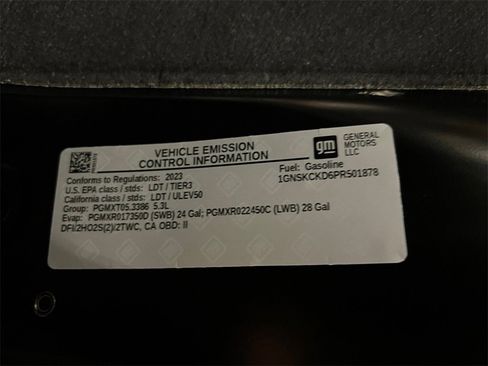 VEHICLE EMISSION
CONTROL INFORMATION
gm
GENERAL
MOTORS
LLC
Conforms to Regulations: 2023
Fuel: Gasoline
U.S. EPA class / stds: LDT / TIER3
1GNSKCKD6PR501878
California class / stds: LDT / ULEV50
Group: PGMXT05.3386 5.3L
Evap: PGMXR017350D (SWB) 24 Gal; PGMXR022450C (LWB) 28 Gal
DFI/2HO2S(2)/2TWC, CA OBD: II